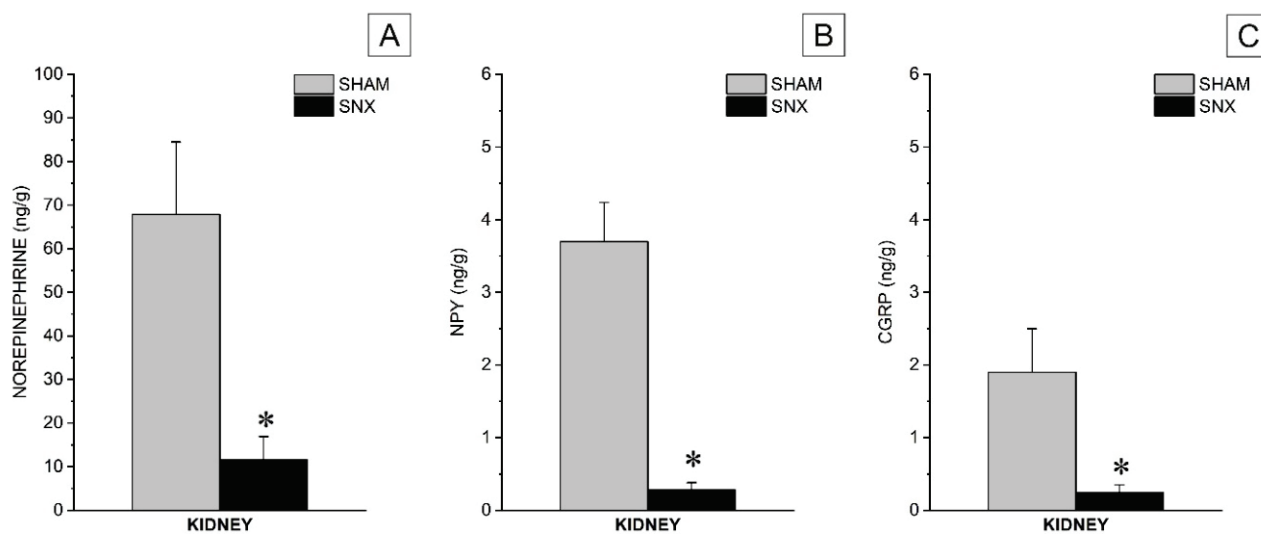 A
NOREPINEPHRINE (ng/g)
100
90
80
70
60
50
40
30
20
10
0
SHAM
SNX
*
KIDNEY
B
NPY (ng/g)
6
5
4
3
2
1
0
SHAM
SNX
*
KIDNEY
C
CGRP (ng/g)
6
5
4
3
2
1
0
SHAM
SNX
*
KIDNEY